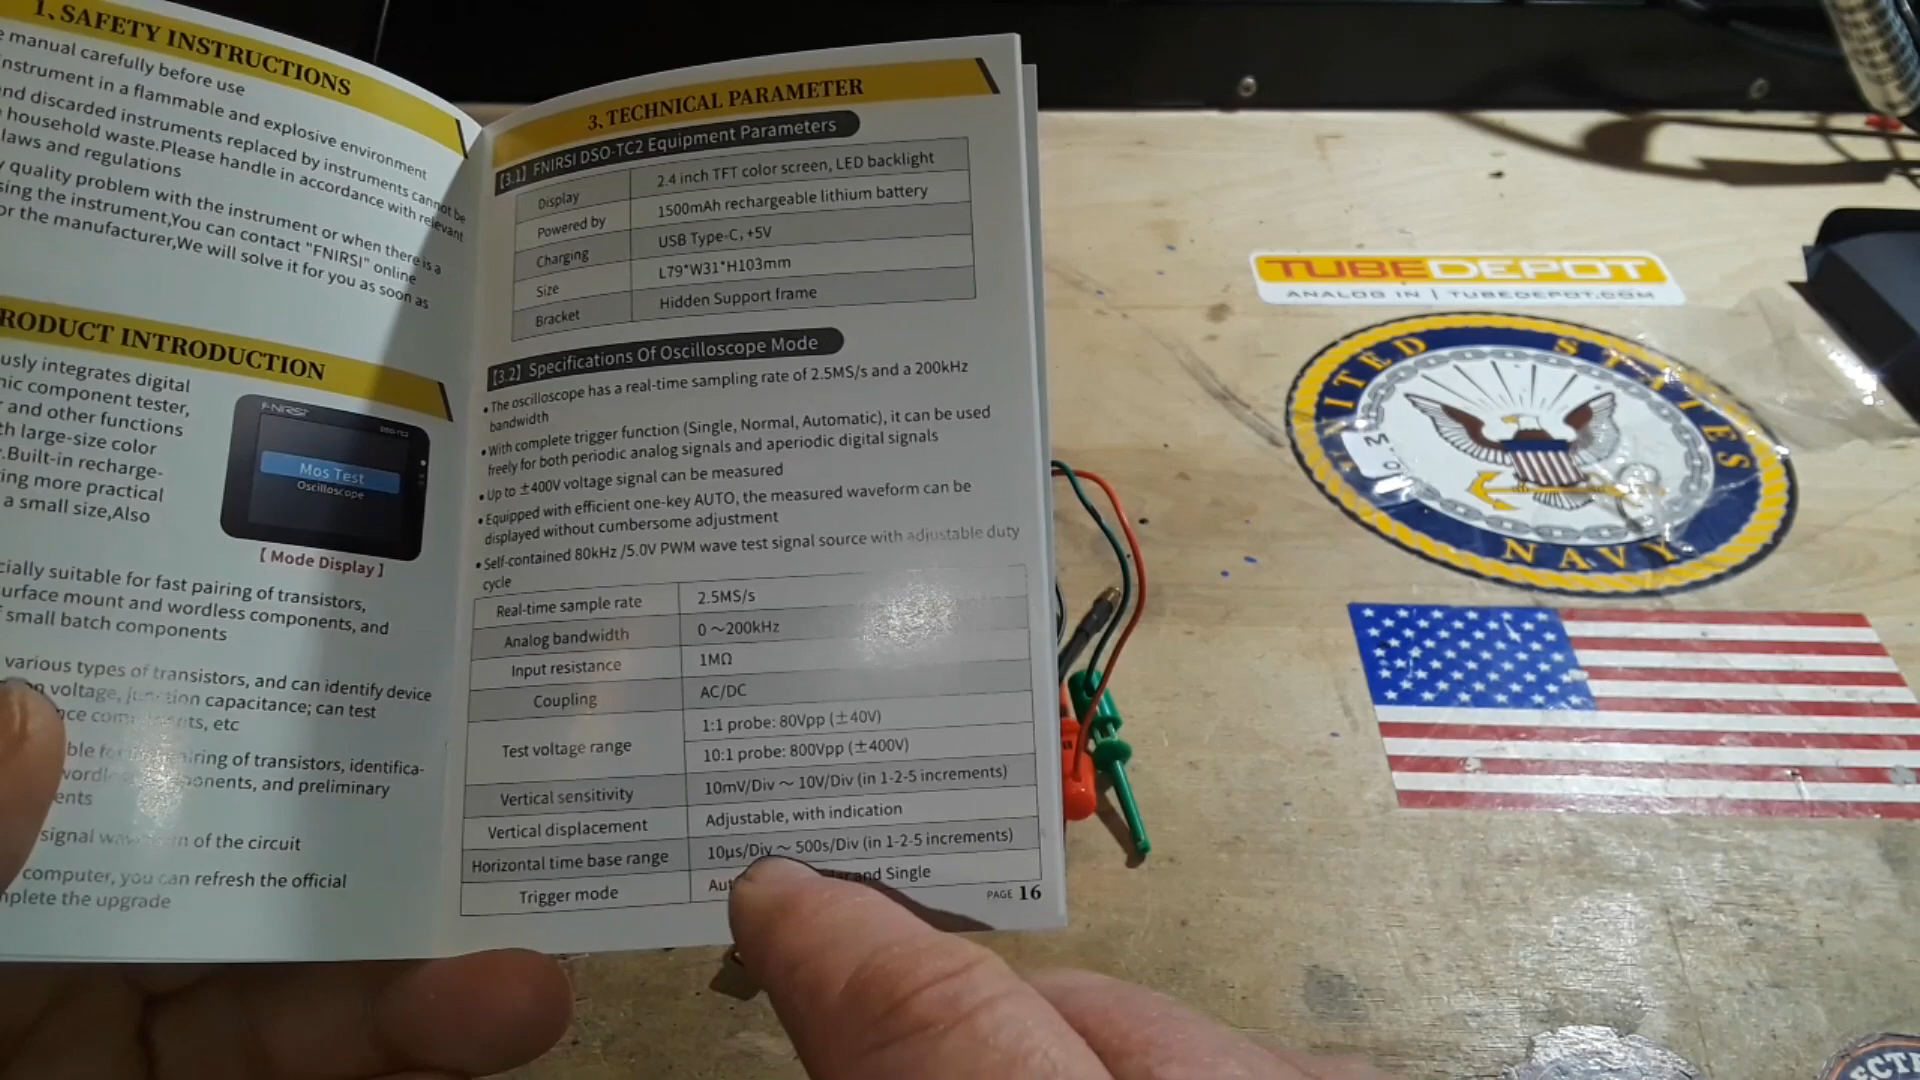 1、SAFETY INSTRUCTIONS
manual carefully before use
instrument in a flammable and explosive environment
and discarded instruments replaced by instruments cannot be
household waste.Please handle in accordance with relevant
laws and regulations
quality problem with the instrument or when there is a
sing the instrument,You can contact "FNIRSI" online
or the manufacturer,We will solve it for you as soon as
RODUCT INTRODUCTION
usly integrates digital
nic component tester,
and other functions
th large-size color
.Built-in recharge-
ing more practical
a small size,Also
FNIRSI
DSO-TC2
Mos Test
Oscilloscope
【 Mode Display 】
cially suitable for fast pairing of transistors,
urface mount and wordless components, and
small batch components
various types of transistors, and can identify device
on voltage, junction capacitance; can test
etc
pairing of transistors, identifica-
and preliminary
ents
signal of the circuit
computer, you can refresh the official
mplete the upgrade
3、TECHNICAL PARAMETER
【3.1】 FNIRSI DSO-TC2 Equipment Parameters
Display 2.4 inch TFT color screen, LED backlight
Powered by 1500mAh rechargeable lithium battery
Charging USB Type-C, +5V
Size L79*W31*H103mm
Bracket Hidden Support frame
【3.2】 Specifications Of Oscilloscope Mode
• The oscilloscope has a real-time sampling rate of 2.5MS/s and a 200kHz
bandwidth
• With complete trigger function (Single, Normal, Automatic), it can be used
freely for both periodic analog signals and aperiodic digital signals
• Up to ±400V voltage signal can be measured
• Equipped with efficient one-key AUTO, the measured waveform can be
displayed without cumbersome adjustment
• Self-contained 80kHz /5.0V PWM wave test signal source with adjustable duty
cycle
Real-time sample rate 2.5MS/s
Analog bandwidth 0 ～200kHz
Input resistance 1MΩ
Coupling AC/DC
Test voltage range 1:1 probe: 80Vpp (±40V)
10:1 probe: 800Vpp (±400V)
Vertical sensitivity 10mV/Div ～ 10V/Div (in 1-2-5 increments)
Vertical displacement Adjustable, with indication
Horizontal time base range 10μs/Div ～ 500s/Div (in 1-2-5 increments)
Trigger mode and Single
PAGE 16
TUBEDEPOT
ANALOG IN | TUBEDEPOT.COM
UNITED STATES
NAVY